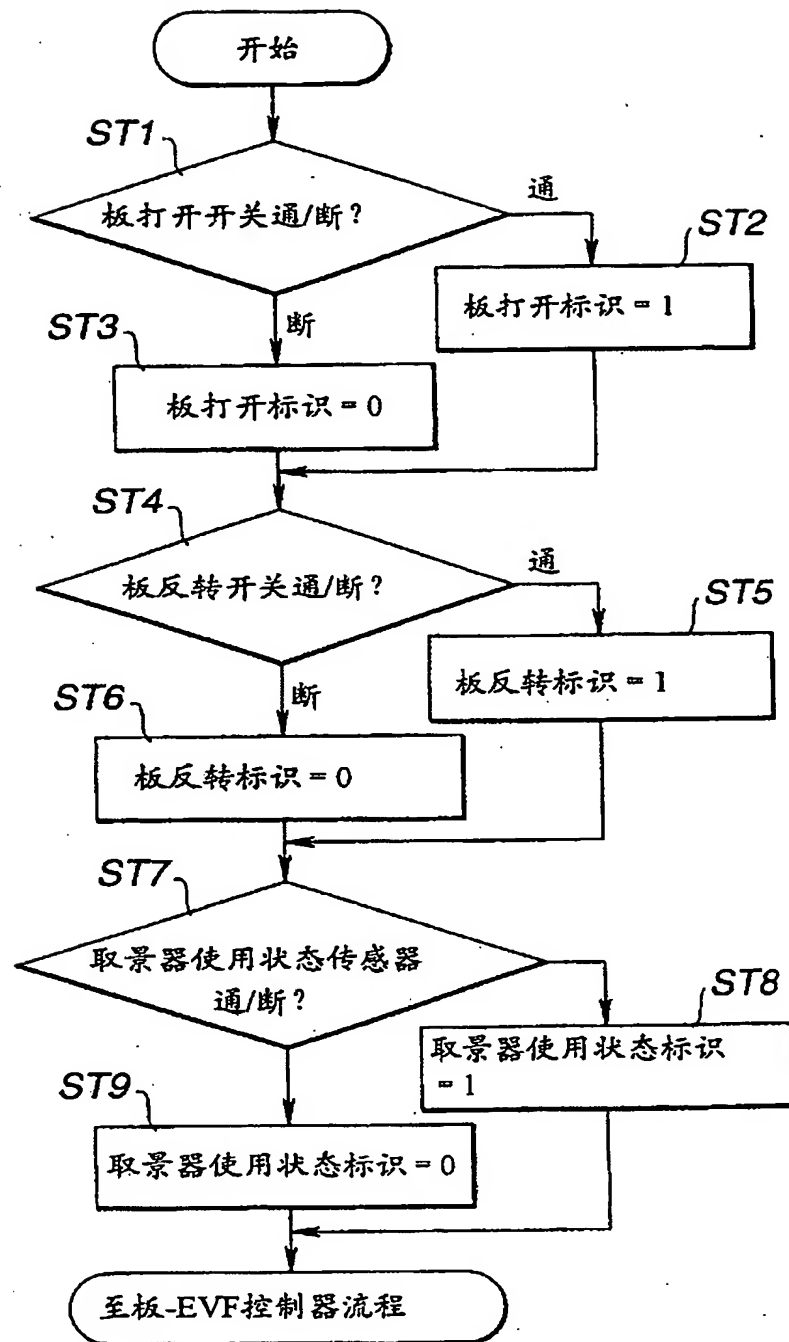 开始
ST1
板打开开关通/断?
通
ST2
板打开标识=1
断
ST3
板打开标识=0
ST4
板反转开关通/断?
通
ST5
板反转标识=1
断
ST6
板反转标识=0
ST7
取景器使用状态传感器
通/断?
ST8
取景器使用状态标识
=1
ST9
取景器使用状态标识=0
至板-EVF控制器流程